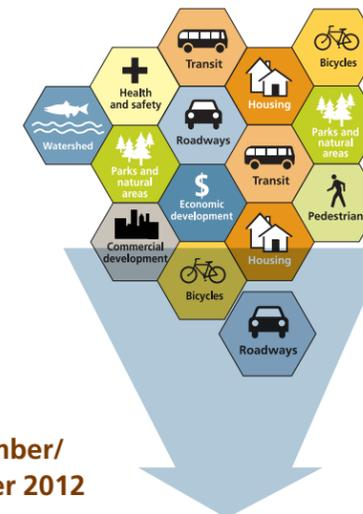 Transit
Bicycles
Health
and safety
Housing
Roadways
Watershed
Parks and
natural
areas
Parks and
natural
areas
Transit
$
Economic
development
Pedestrian
Commercial
development
Housing
Bicycles
Roadways
mber/
er 2012